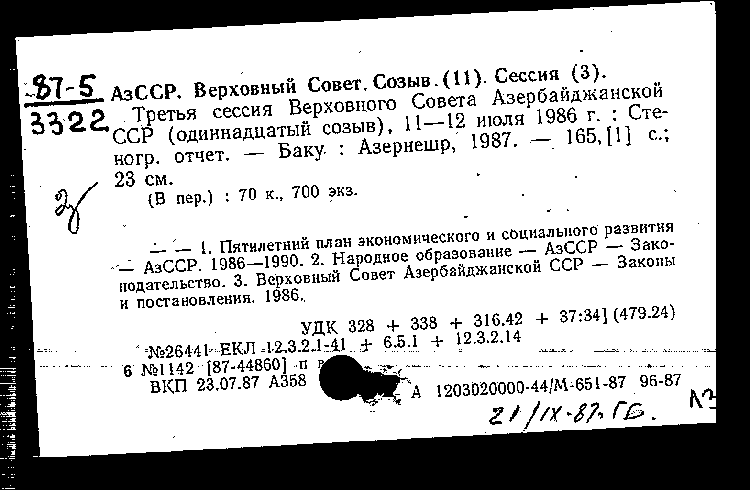 87-5
3322
АзССР. Верховный Совет. Созыв. (11). Сессия (3).
Третья сессия Верховного Совета Азербайджанской
ССР (одиннадцатый созыв), 11—12 июля 1986 г. : Сте-
ногр. отчет. — Баку : Азернешр, 1987. — 165, [1] с.;
23 см.
(В пер.) : 70 к., 700 экз.
— — 1. Пятилетний план экономического и социального развития
— АзССР. 1986—1990. 2. Народное образование — АзССР — Зако-
нодательство. 3. Верховный Совет Азербайджанской ССР — Законы
и постановления. 1986.
УДК 328 + 338 + 316.42 + 37:34] (479.24)
№26441 ЕКЛ 12.3.2.1-41 + 6.5.1 + 12.3.2.14
6 №1142 [87-44860] п
ВКП 23.07.87 А358
А 1203020000-44/М-651-87 96-87
21/IX-87. ГБ.